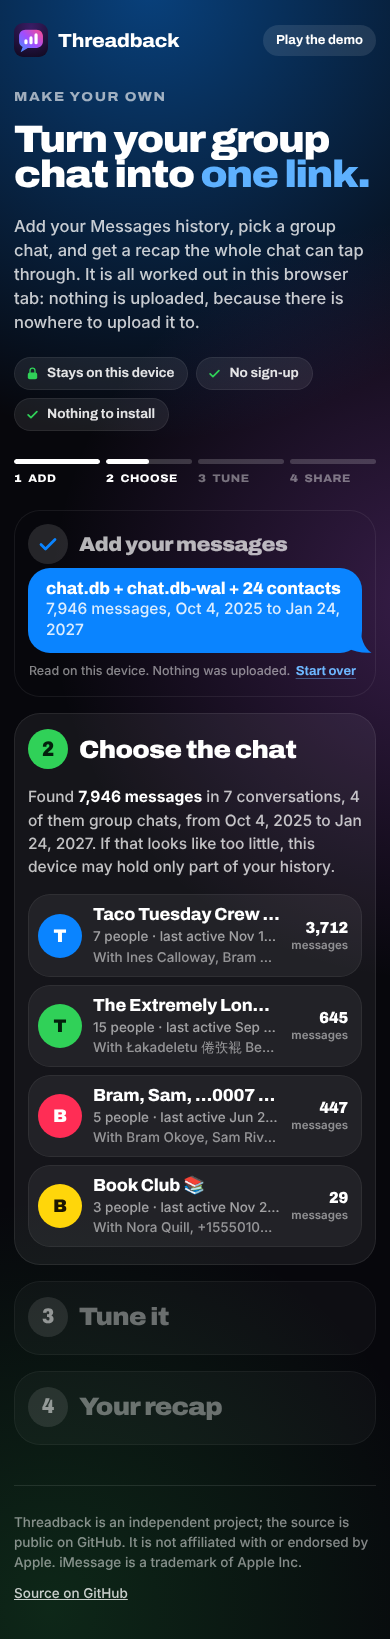 Threadback
Play the demo
MAKE YOUR OWN
Turn your group
chat into one link.
Add your Messages history, pick a group
chat, and get a recap the whole chat can tap
through. It is all worked out in this browser
tab: nothing is uploaded, because there is
nowhere to upload it to.
Stays on this device
No sign-up
Nothing to install
1 ADD
2 CHOOSE
3 TUNE
4 SHARE
Add your messages
chat.db + chat.db-wal + 24 contacts
7,946 messages, Oct 4, 2025 to Jan 24,
2027
Read on this device. Nothing was uploaded. Start over
2
Choose the chat
Found 7,946 messages in 7 conversations, 4
of them group chats, from Oct 4, 2025 to Jan
24, 2027. If that looks like too little, this
device may hold only part of your history.
T
Taco Tuesday Crew ...
7 people · last active Nov 1...
With Ines Calloway, Bram ...
3,712
messages
T
The Extremely Lon...
15 people · last active Sep ...
With Łakadeletu 倦弥裩 Be...
645
messages
B
Bram, Sam, ...0007 ...
5 people · last active Jun 2...
With Bram Okoye, Sam Riv...
447
messages
B
Book Club 📚
3 people · last active Nov 2...
With Nora Quill, +1555010...
29
messages
3
Tune it
4
Your recap
Threadback is an independent project; the source is
public on GitHub. It is not affiliated with or endorsed by
Apple. iMessage is a trademark of Apple Inc.
Source on GitHub